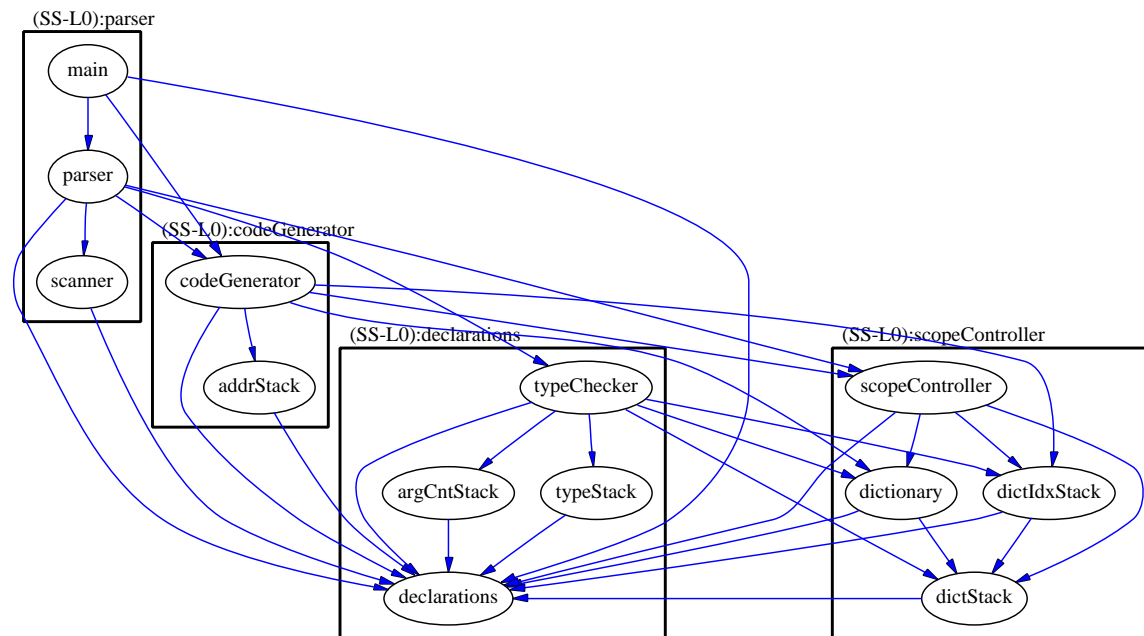 (SS-L0):parser
main
parser
scanner
(SS-L0):codeGenerator
codeGenerator
addrStack
(SS-L0):declarations
typeChecker
argCntStack
typeStack
declarations
(SS-L0):scopeController
scopeController
dictionary
dictIdxStack
dictStack